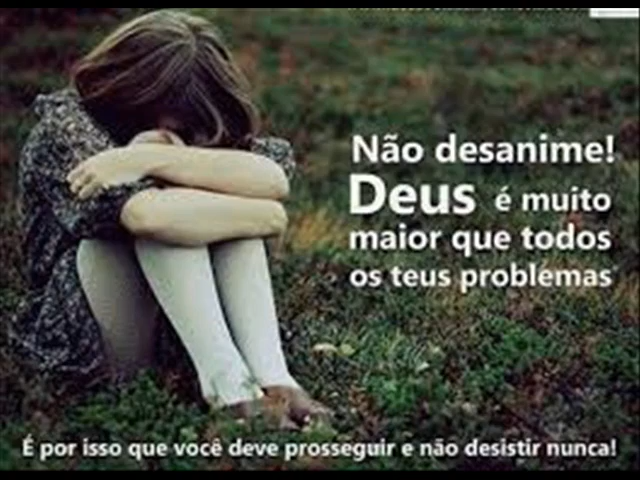 Não desanime!
Deus é muito
maior que todos
os teus problemas
É por isso que você deve prosseguir e não desistir nunca!